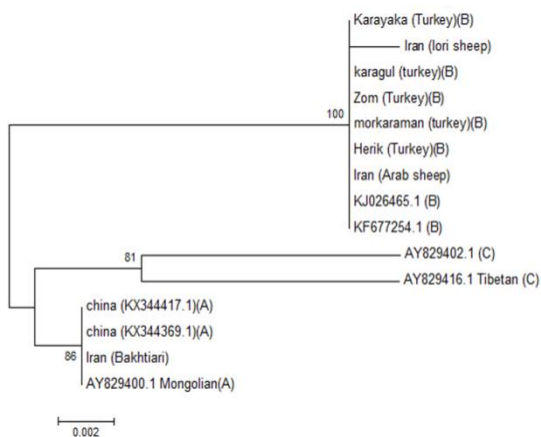 Karayaka (Turkey)(B)
Iran (lori sheep)
karagul (turkey)(B)
Zom (Turkey)(B)
100
morkaraman (turkey)(B)
Herik (Turkey)(B)
Iran (Arab sheep)
KJ026465.1 (B)
KF677254.1 (B)
AY829402.1 (C)
81
AY829416.1 Tibetan (C)
china (KX344417.1)(A)
china (KX344369.1)(A)
86
Iran (Bakhtiari)
AY829400.1 Mongolian(A)
0.002